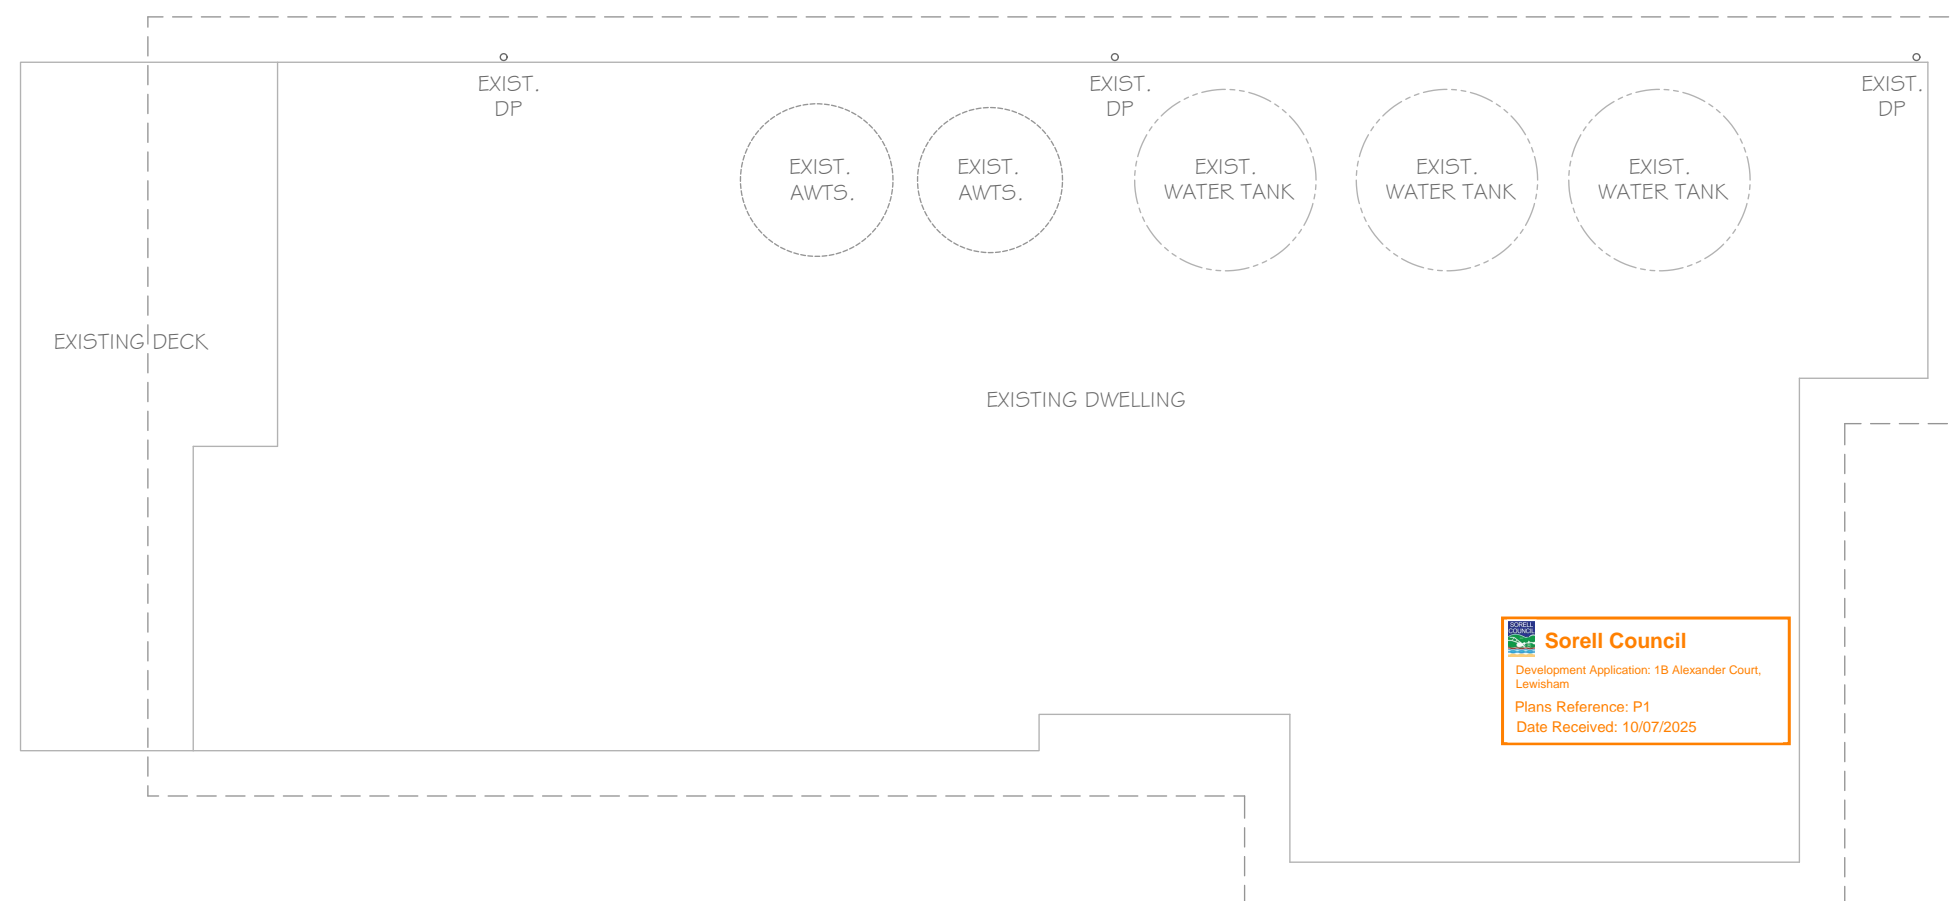 EXIST.
DP
EXIST.
DP
EXIST.
DP
EXIST.
AWTS.
EXIST.
AWTS.
EXIST.
WATER TANK
EXIST.
WATER TANK
EXIST.
WATER TANK
EXISTING DECK
EXISTING DWELLING
SORELL
COUNCIL
Sorell Council
Development Application: 1B Alexander Court,
Lewisham
Plans Reference: P1
Date Received: 10/07/2025